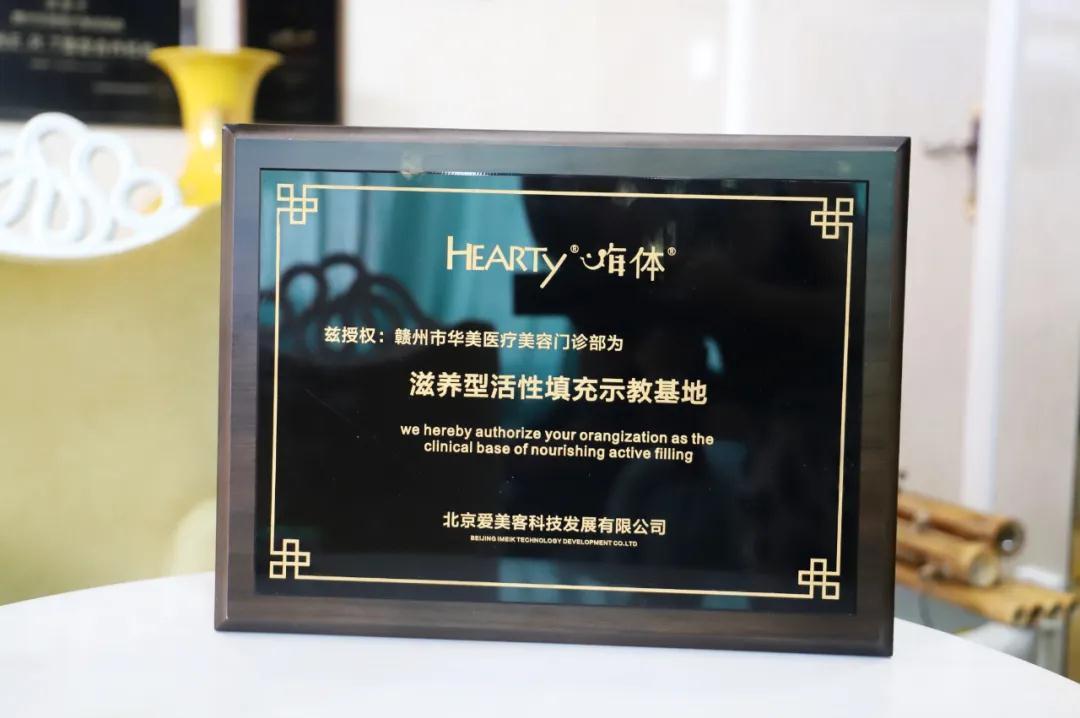 HEARTY® 嗨体®
兹授权：赣州市华美医疗美容门诊部为
滋养型活性填充示教基地
we hereby authorize your orangization as the
clinical base of nourishing active filling
北京爱美客科技发展有限公司
BEIJING IMEIK TECHNOLOGY DEVELOPMENT CO.LTD